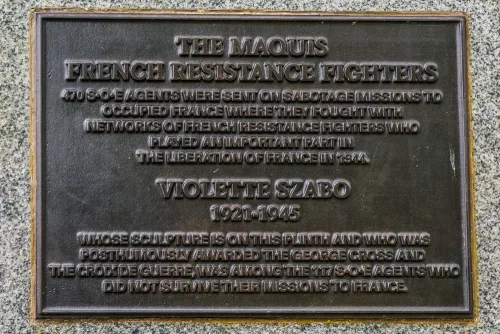 THE MAQUIS
FRENCH RESISTANCE FIGHTERS
470 S•O•E AGENTS WERE SENT ON SABOTAGE MISSIONS TO
OCCUPIED FRANCE WHERE THEY FOUGHT WITH
NETWORKS OF FRENCH RESISTANCE FIGHTERS WHO
PLAYED AN IMPORTANT PART IN
THE LIBERATION OF FRANCE IN 1944.
VIOLETTE SZABO
1921-1945
WHOSE SCULPTURE IS ON THIS PLINTH AND WHO WAS
POSTHUMOUSLY AWARDED THE GEORGE CROSS AND
THE CROIX DE GUERRE, WAS AMONG THE 117 S•O•E AGENTS WHO
DID NOT SURVIVE THEIR MISSIONS TO FRANCE.